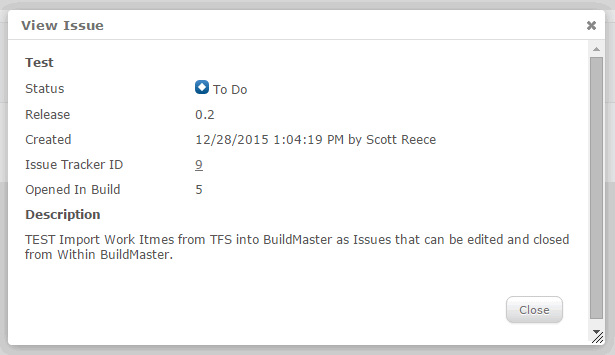 View Issue
Test
Status To Do
Release 0.2
Created 12/28/2015 1:04:19 PM by Scott Reece
Issue Tracker ID 9
Opened In Build 5
Description
TEST Import Work Itmes from TFS into BuildMaster as Issues that can be edited and closed
from Within BuildMaster.
Close